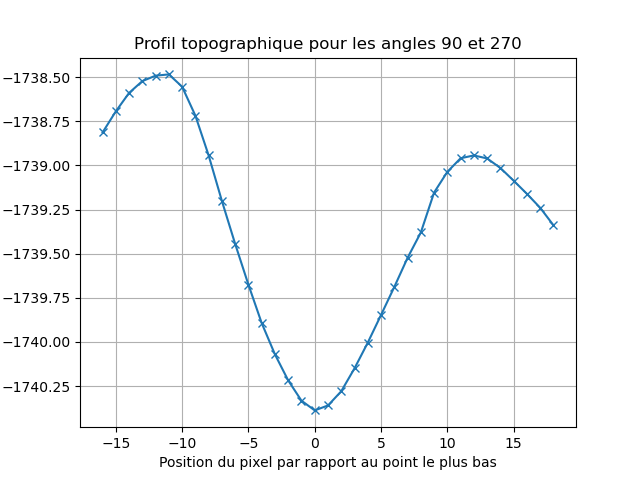 Profil topographique pour les angles 90 et 270
−1738.50
−1738.75
−1739.00
−1739.25
−1739.50
−1739.75
−1740.00
−1740.25
−15 −10 −5 0 5 10 15
Position du pixel par rapport au point le plus bas